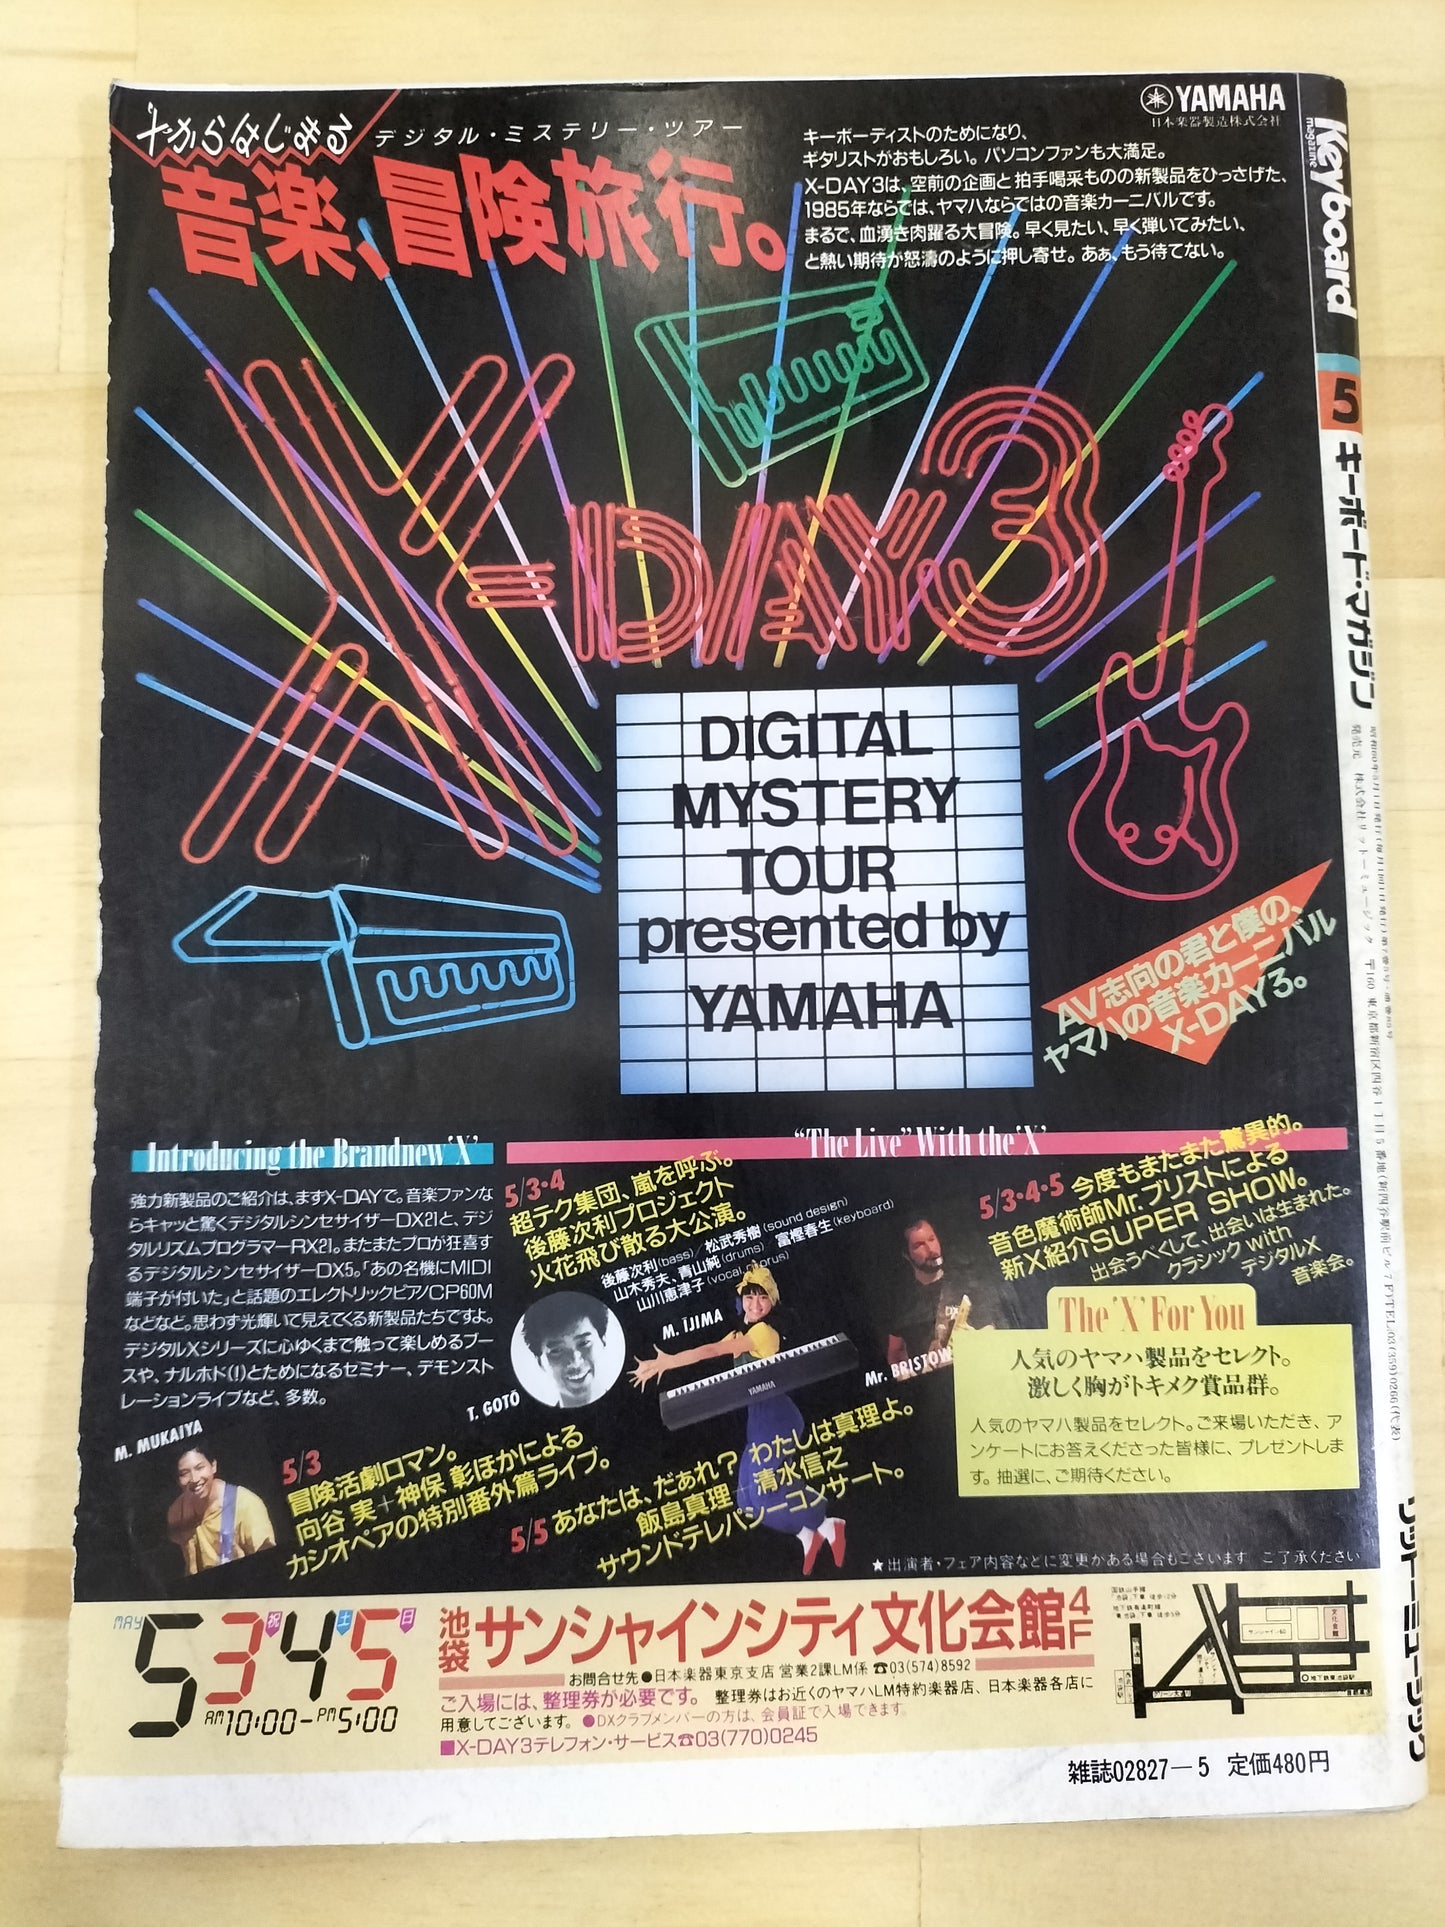 YAMAHA
日本楽器製造株式会社
Xからはじまる
デジタル・ミステリー・ツアー
音楽、冒険旅行。
キーボーディストのためになり、
ギタリストがおもしろい。パソコンファンも大満足。
X-DAY3は、空前の企画と拍手喝采ものの新製品をひっさげた、
1985年ならでは、ヤマハならではの音楽カーニバルです。
まるで、血湧き肉躍る大冒険。早く見たい、早く弾いてみたい、
と熱い期待が怒濤のように押し寄せ。あぁ、もう待てない。
X-DAY3
DIGITAL
MYSTERY
TOUR
presented by
YAMAHA
AV志向の君と僕の、
ヤマハの音楽カーニバル
X-DAY3。
Introducing the Brandnew 'X'
強力新製品のご紹介は、まずX-DAYで。音楽ファンな
らキャッと驚くデジタルシンセサイザーDX21と、デジ
タルリズムプログラマーRX21。またまたプロが狂喜す
るデジタルシンセサイザーDX5。「あの名機にMIDI
端子が付いた」と話題のエレクトリックピアノCP60M
などなど。思わず光輝いて見えてくる新製品たちですよ。
デジタルXシリーズに心ゆくまで触って楽しめるブー
スや、ナルホド(!)とためになるセミナー、デモンスト
レーションライブなど、多数。
M. MUKAIYA
5/3
冒険活劇ロマン。
向谷 実+神保 彰ほかによる
カシオペアの特別番外篇ライブ。
"The Live" With the 'X'
5/3・4
超テク集団、嵐を呼ぶ。
後藤次利プロジェクト
火花飛び散る大公演。
後藤次利(bass)/松武秀樹(sound design)
山木秀夫、青山純(drums)/富樫春生(keyboard)
山川恵津子(vocal,chorus)
T. GOTŌ
M. ĪJIMA
YAMAHA
Mr. BRISTOW
5/5 あなたは、だぁれ? わたしは真理よ。
飯島真理+清水信之
サウンドテレパシーコンサート。
5/3・4・5 今度もまたまた驚異的。
音色魔術師Mr.ブリストによる
新X紹介SUPER SHOW。
出会うべくして、出会いは生まれた。
クラシック with
デジタルX
音楽会。
The 'X' For You
人気のヤマハ製品をセレクト。
激しく胸がトキメク賞品群。
人気のヤマハ製品をセレクト。ご来場いただき、ア
ンケートにお答えくださった皆様に、プレゼントしま
す。抽選に、ご期待ください。
★出演者・フェア内容などに変更がある場合もございます ご了承ください
MAY
5 3祝 4土 5日
AM10:00-PM5:00
池袋サンシャインシティ文化会館4F
お問合せ先●日本楽器東京支店 営業2課LM係 ☎03(574)8592
ご入場には、整理券が必要です。 整理券はお近くのヤマハLM特約楽器店、日本楽器各店に
用意してございます。 ●DXクラブメンバーの方は、会員証で入場できます。
■X-DAY3テレフォン・サービス☎03(770)0245
サンシャイン60
文化会館
雑誌02827-5 定価480円
Keyboard
magazine
5
キーボード・マガジン
リットーミュージック